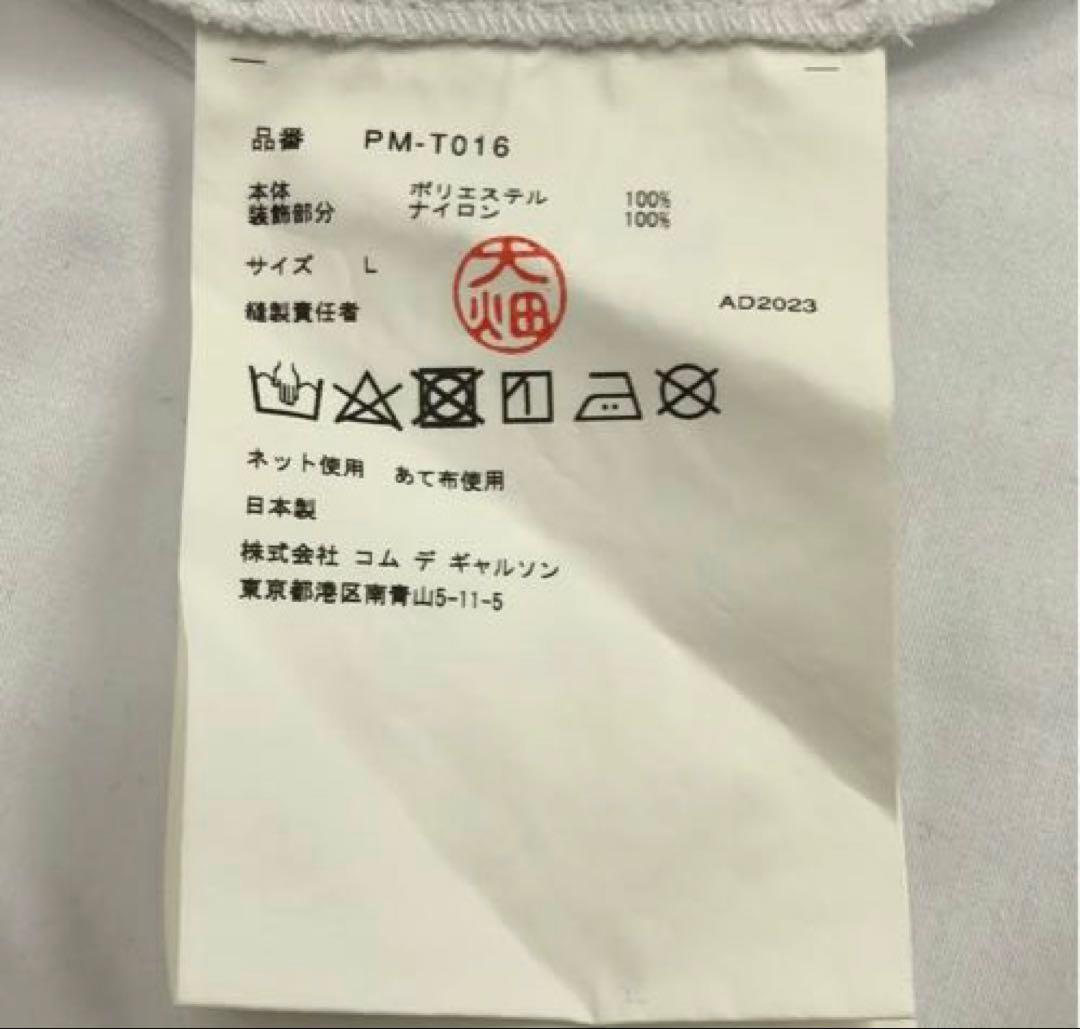 品番 PM-T016
本体 ポリエステル 100%
装飾部分 ナイロン 100%
サイズ L
大畑
縫製責任者 AD2023
ネット使用 あて布使用
日本製
株式会社 コム デ ギャルソン
東京都港区南青山5-11-5